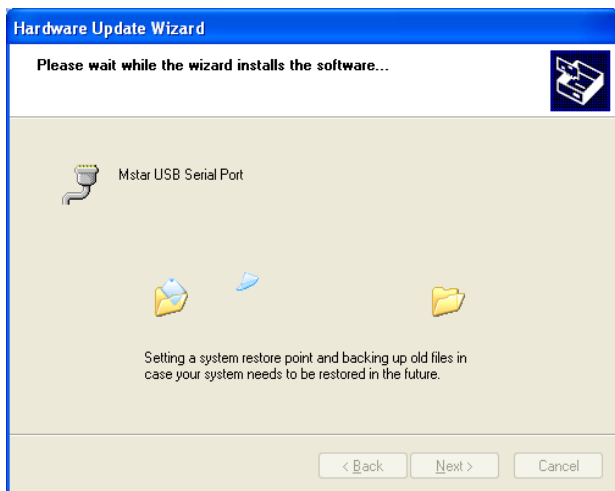 Hardware Update Wizard
Please wait while the wizard installs the software...
Mstar USB Serial Port
Setting a system restore point and backing up old files in
case your system needs to be restored in the future.
< Back Next > Cancel